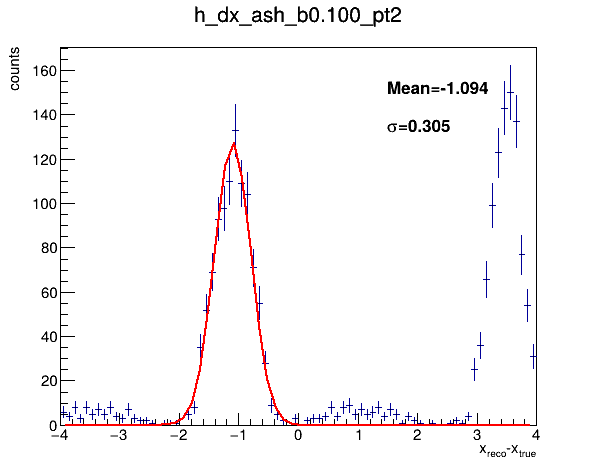 h_dx_ash_b0.100_pt2
counts
160
140
120
100
80
60
40
20
0
Mean=-1.094
σ=0.305
−4 −3 −2 −1 0 1 2 3 4
x_reco-x_true